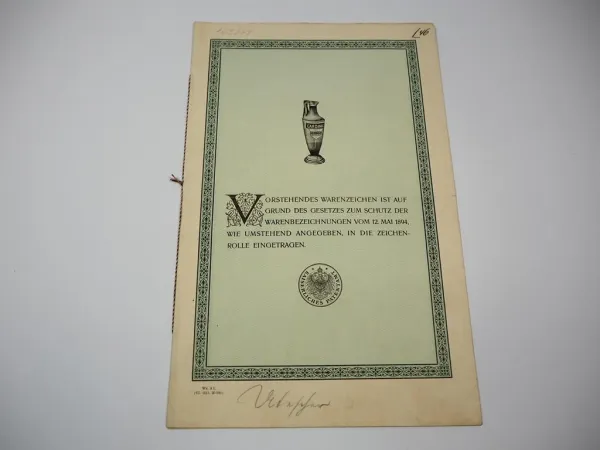 VORSTEHENDES WARENZEICHEN IST AUF
GRUND DES GESETZES ZUM SCHUTZ DER
WARENBEZEICHNUNGEN VOM 12. MAI 1894,
WIE UMSTEHEND ANGEGEBEN, IN DIE ZEICHEN-
ROLLE EINGETRAGEN.
KAISERLICHES PATENTAMT